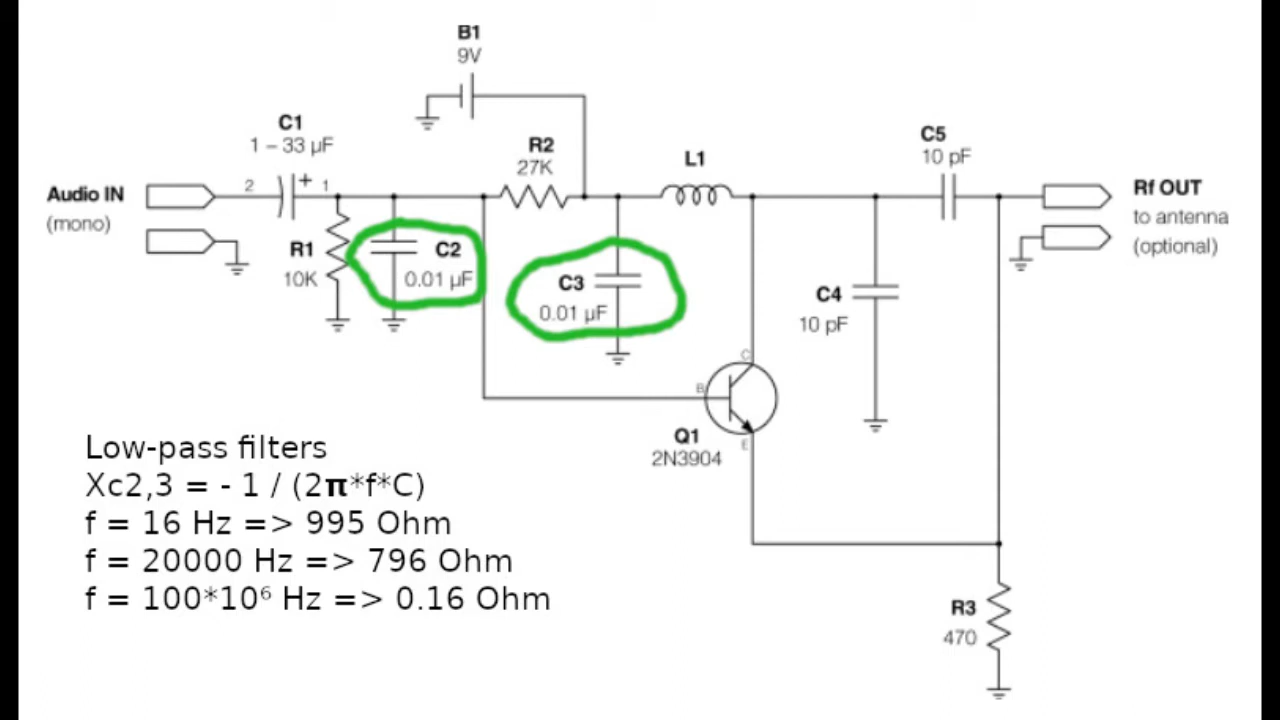 B1
9V
C1
1 – 33 µF
R2
27K
L1
C5
10 pF
Audio IN
(mono)
2
+
1
Rf OUT
to antenna
(optional)
R1
10K
C2
0.01 µF
C3
0.01 µF
C4
10 pF
C
B
E
Q1
2N3904
Low-pass filters
Xc2,3 = - 1 / (2π*f*C)
f = 16 Hz => 995 Ohm
f = 20000 Hz => 796 Ohm
f = 100*10⁶ Hz => 0.16 Ohm
R3
470